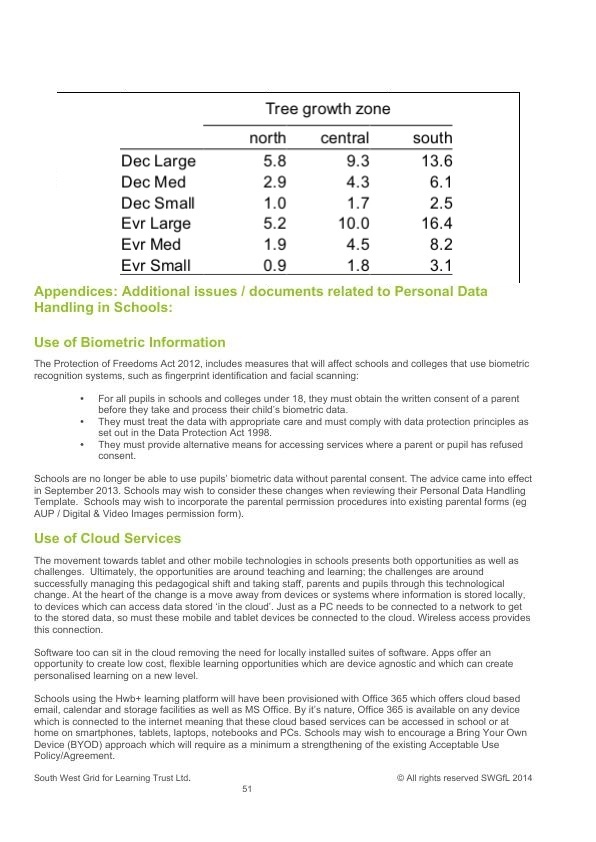 Tree growth zone
north central south
Dec Large 5.8 9.3 13.6
Dec Med 2.9 4.3 6.1
Dec Small 1.0 1.7 2.5
Evr Large 5.2 10.0 16.4
Evr Med 1.9 4.5 8.2
Evr Small 0.9 1.8 3.1
Appendices: Additional issues / documents related to Personal Data
Handling in Schools:
Use of Biometric Information
The Protection of Freedoms Act 2012, includes measures that will affect schools and colleges that use biometric
recognition systems, such as fingerprint identification and facial scanning:
• For all pupils in schools and colleges under 18, they must obtain the written consent of a parent
before they take and process their child's biometric data.
• They must treat the data with appropriate care and must comply with data protection principles as
set out in the Data Protection Act 1998.
• They must provide alternative means for accessing services where a parent or pupil has refused
consent.
Schools are no longer be able to use pupils' biometric data without parental consent. The advice came into effect
in September 2013. Schools may wish to consider these changes when reviewing their Personal Data Handling
Template. Schools may wish to incorporate the parental permission procedures into existing parental forms (eg
AUP / Digital & Video Images permission form).
Use of Cloud Services
The movement towards tablet and other mobile technologies in schools presents both opportunities as well as
challenges. Ultimately, the opportunities are around teaching and learning; the challenges are around
successfully managing this pedagogical shift and taking staff, parents and pupils through this technological
change. At the heart of the change is a move away from devices or systems where information is stored locally,
to devices which can access data stored 'in the cloud'. Just as a PC needs to be connected to a network to get
to the stored data, so must these mobile and tablet devices be connected to the cloud. Wireless access provides
this connection.
Software too can sit in the cloud removing the need for locally installed suites of software. Apps offer an
opportunity to create low cost, flexible learning opportunities which are device agnostic and which can create
personalised learning on a new level.
Schools using the Hwb+ learning platform will have been provisioned with Office 365 which offers cloud based
email, calendar and storage facilities as well as MS Office. By it's nature, Office 365 is available on any device
which is connected to the internet meaning that these cloud based services can be accessed in school or at
home on smartphones, tablets, laptops, notebooks and PCs. Schools may wish to encourage a Bring Your Own
Device (BYOD) approach which will require as a minimum a strengthening of the existing Acceptable Use
Policy/Agreement.
South West Grid for Learning Trust Ltd. © All rights reserved SWGfL 2014
51